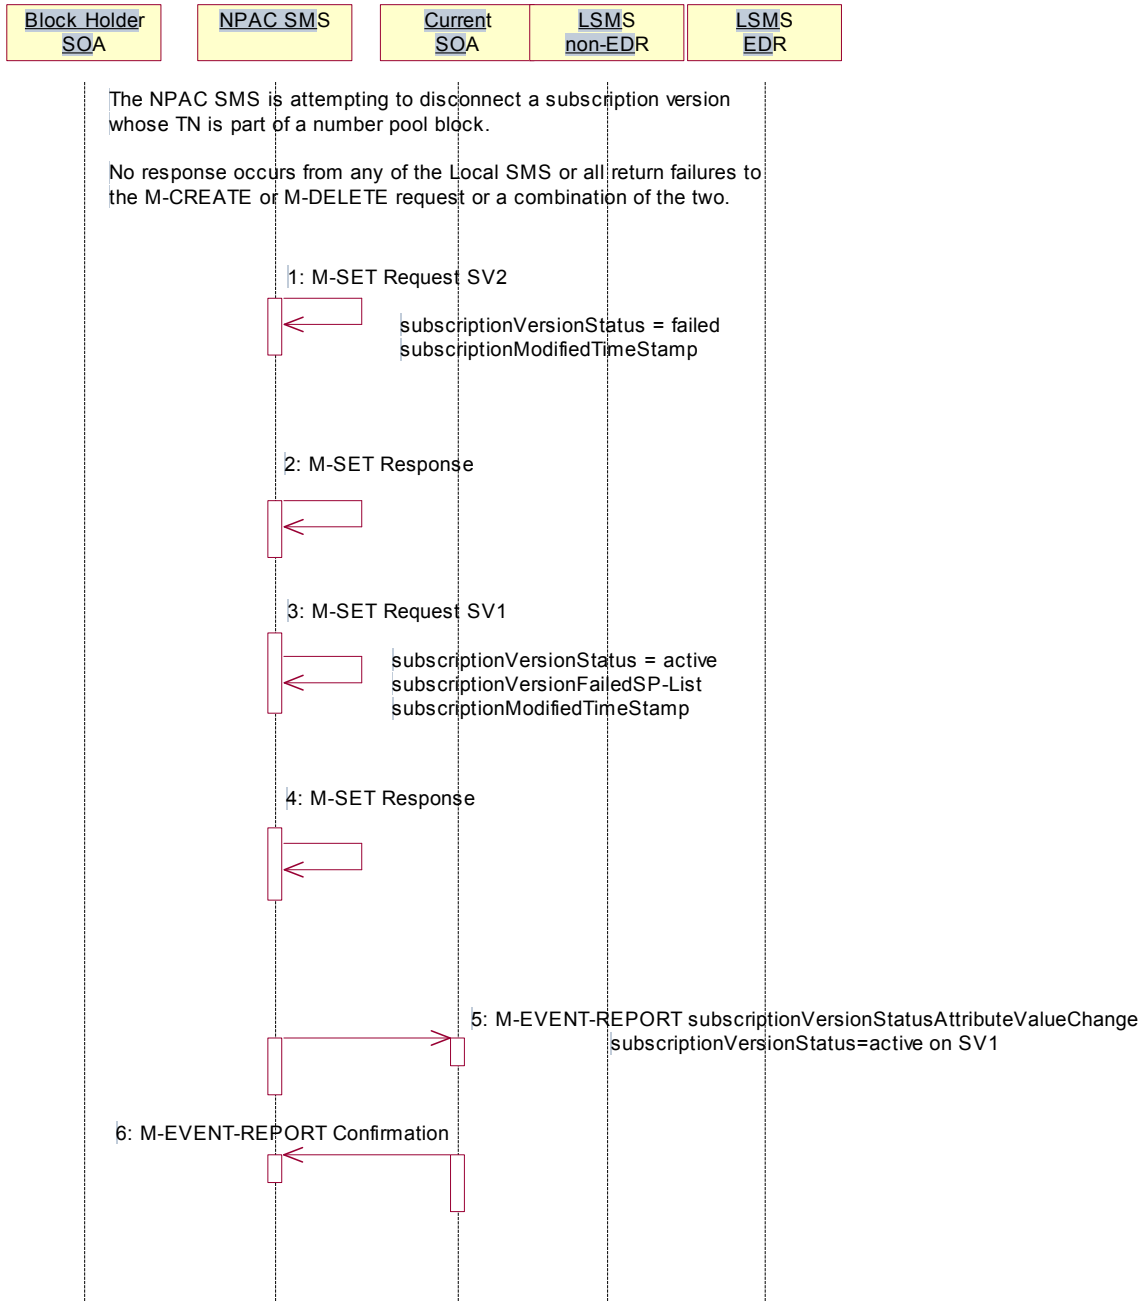 Block Holder
SOA
NPAC SMS
Current
SOA
LSMS
non-EDR
LSMS
EDR
The NPAC SMS is attempting to disconnect a subscription version
whose TN is part of a number pool block.
No response occurs from any of the Local SMS or all return failures to
the M-CREATE or M-DELETE request or a combination of the two.
1: M-SET Request SV2
subscriptionVersionStatus = failed
subscriptionModifiedTimeStamp
2: M-SET Response
3: M-SET Request SV1
subscriptionVersionStatus = active
subscriptionVersionFailedSP-List
subscriptionModifiedTimeStamp
4: M-SET Response
5: M-EVENT-REPORT subscriptionVersionStatusAttributeValueChange
subscriptionVersionStatus=active on SV1
6: M-EVENT-REPORT Confirmation